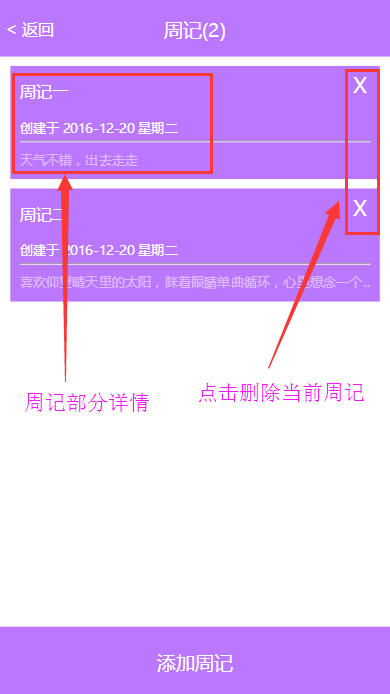 < 返回
周记(2)
周记一
X
创建于 2016-12-20 星期二
天气不错，出去走走
周记二
X
创建于 2016-12-20 星期二
喜欢仰望晴天里的太阳，眯着眼睛单曲循环，心里想念一个..
周记部分详情
点击删除当前周记
添加周记